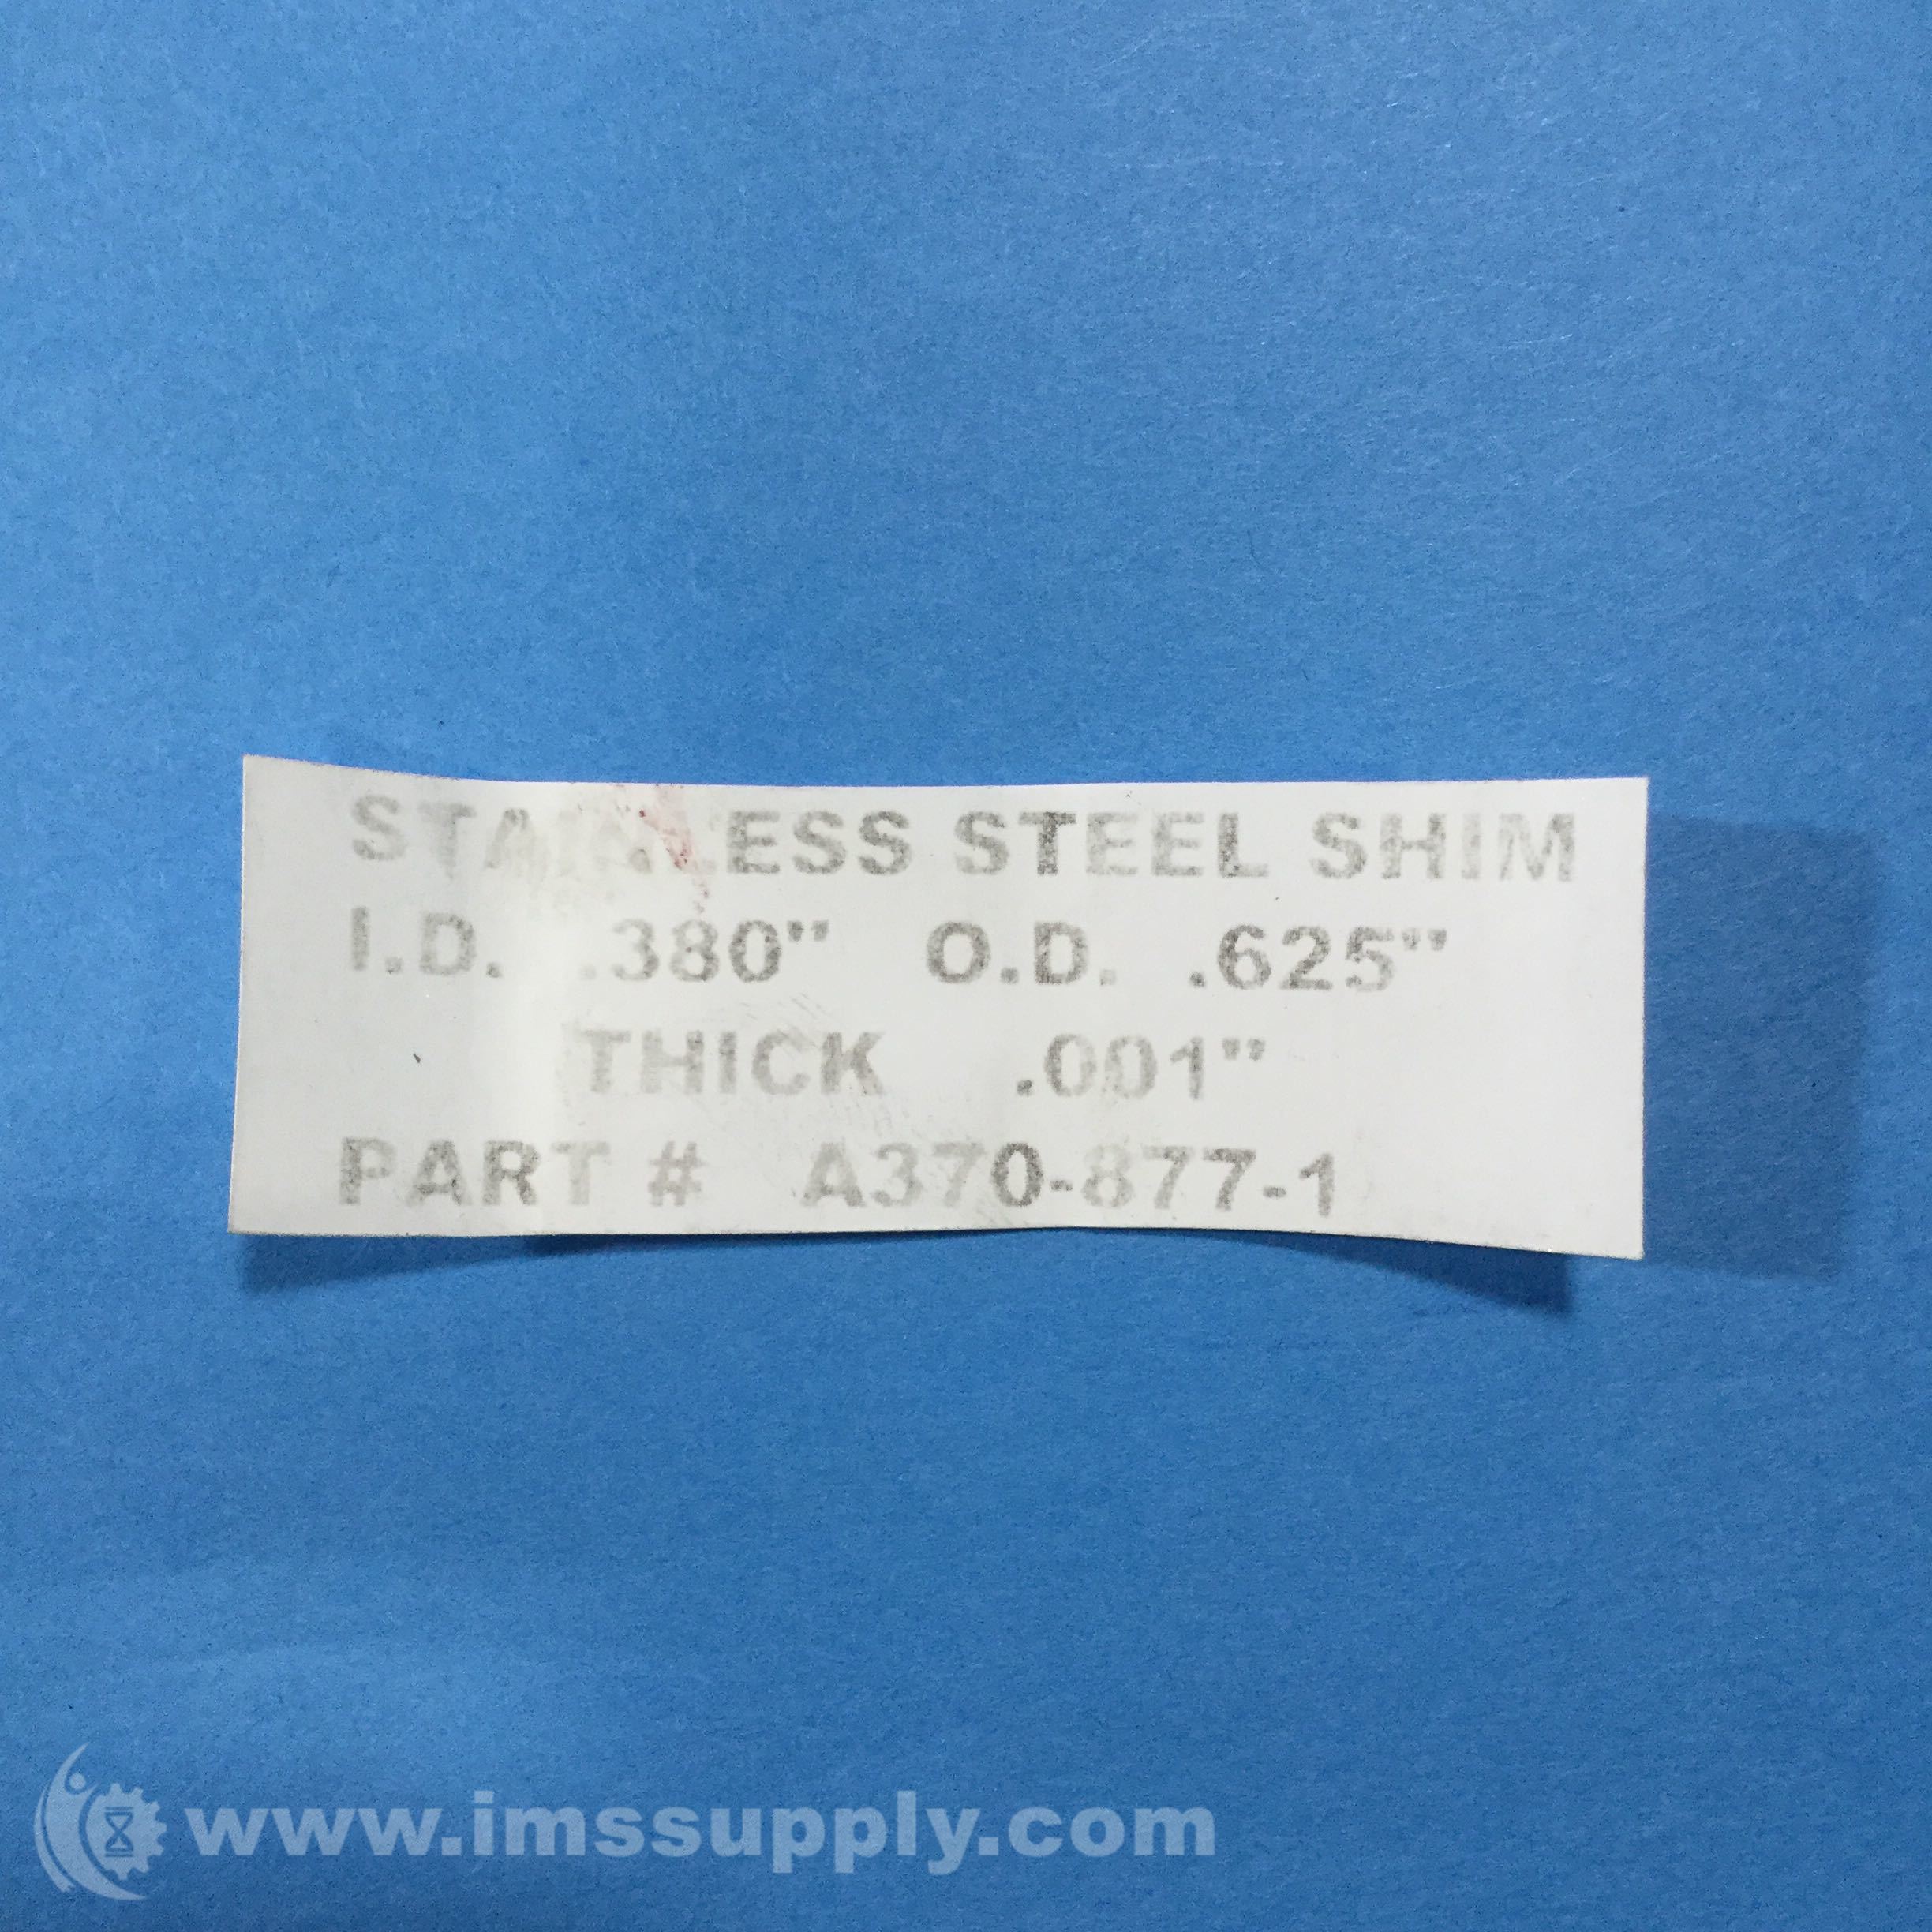 STAINLESS STEEL SHIM
I.D. .380" O.D. .625"
THICK .001"
PART # A370-877-1
www.imssupply.com